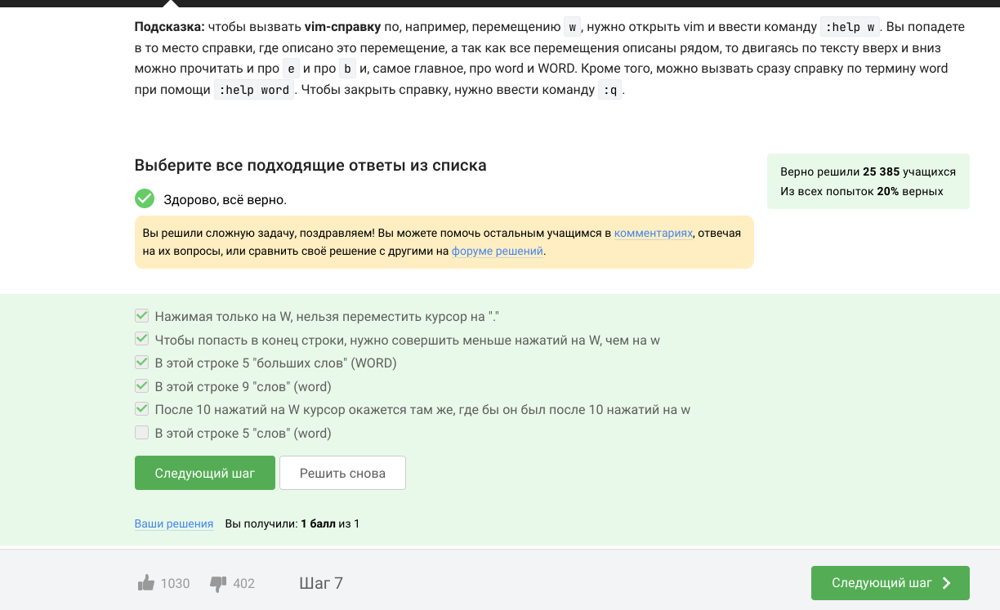 Подсказка: чтобы вызвать vim-справку по, например, перемещению w, нужно открыть vim и ввести команду :help w. Вы попадете
в то место справки, где описано это перемещение, а так как все перемещения описаны рядом, то двигаясь по тексту вверх и вниз
можно прочитать и про e и про b и, самое главное, про word и WORD. Кроме того, можно вызвать сразу справку по термину word
при помощи :help word. Чтобы закрыть справку, нужно ввести команду :q.
Выберите все подходящие ответы из списка
Верно решили 25 385 учащихся
Из всех попыток 20% верных
Здорово, всё верно.
Вы решили сложную задачу, поздравляем! Вы можете помочь остальным учащимся в комментариях, отвечая
на их вопросы, или сравнить своё решение с другими на форуме решений.
Нажимая только на W, нельзя переместить курсор на "."
Чтобы попасть в конец строки, нужно совершить меньше нажатий на W, чем на w
В этой строке 5 "больших слов" (WORD)
В этой строке 9 "слов" (word)
После 10 нажатий на W курсор окажется там же, где бы он был после 10 нажатий на w
В этой строке 5 "слов" (word)
Следующий шаг Решить снова
Ваши решения Вы получили: 1 балл из 1
1030 402 Шаг 7 Следующий шаг